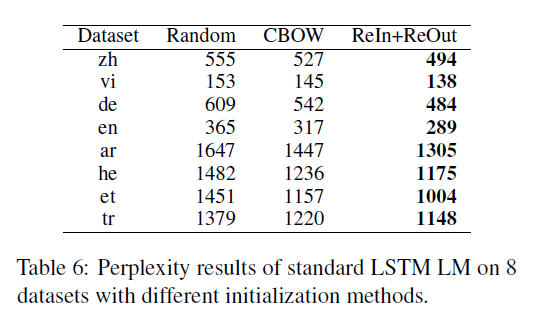 Dataset Random CBOW ReIn+ReOut
zh 555 527 494
vi 153 145 138
de 609 542 484
en 365 317 289
ar 1647 1447 1305
he 1482 1236 1175
et 1451 1157 1004
tr 1379 1220 1148
Table 6: Perplexity results of standard LSTM LM on 8
datasets with different initialization methods.